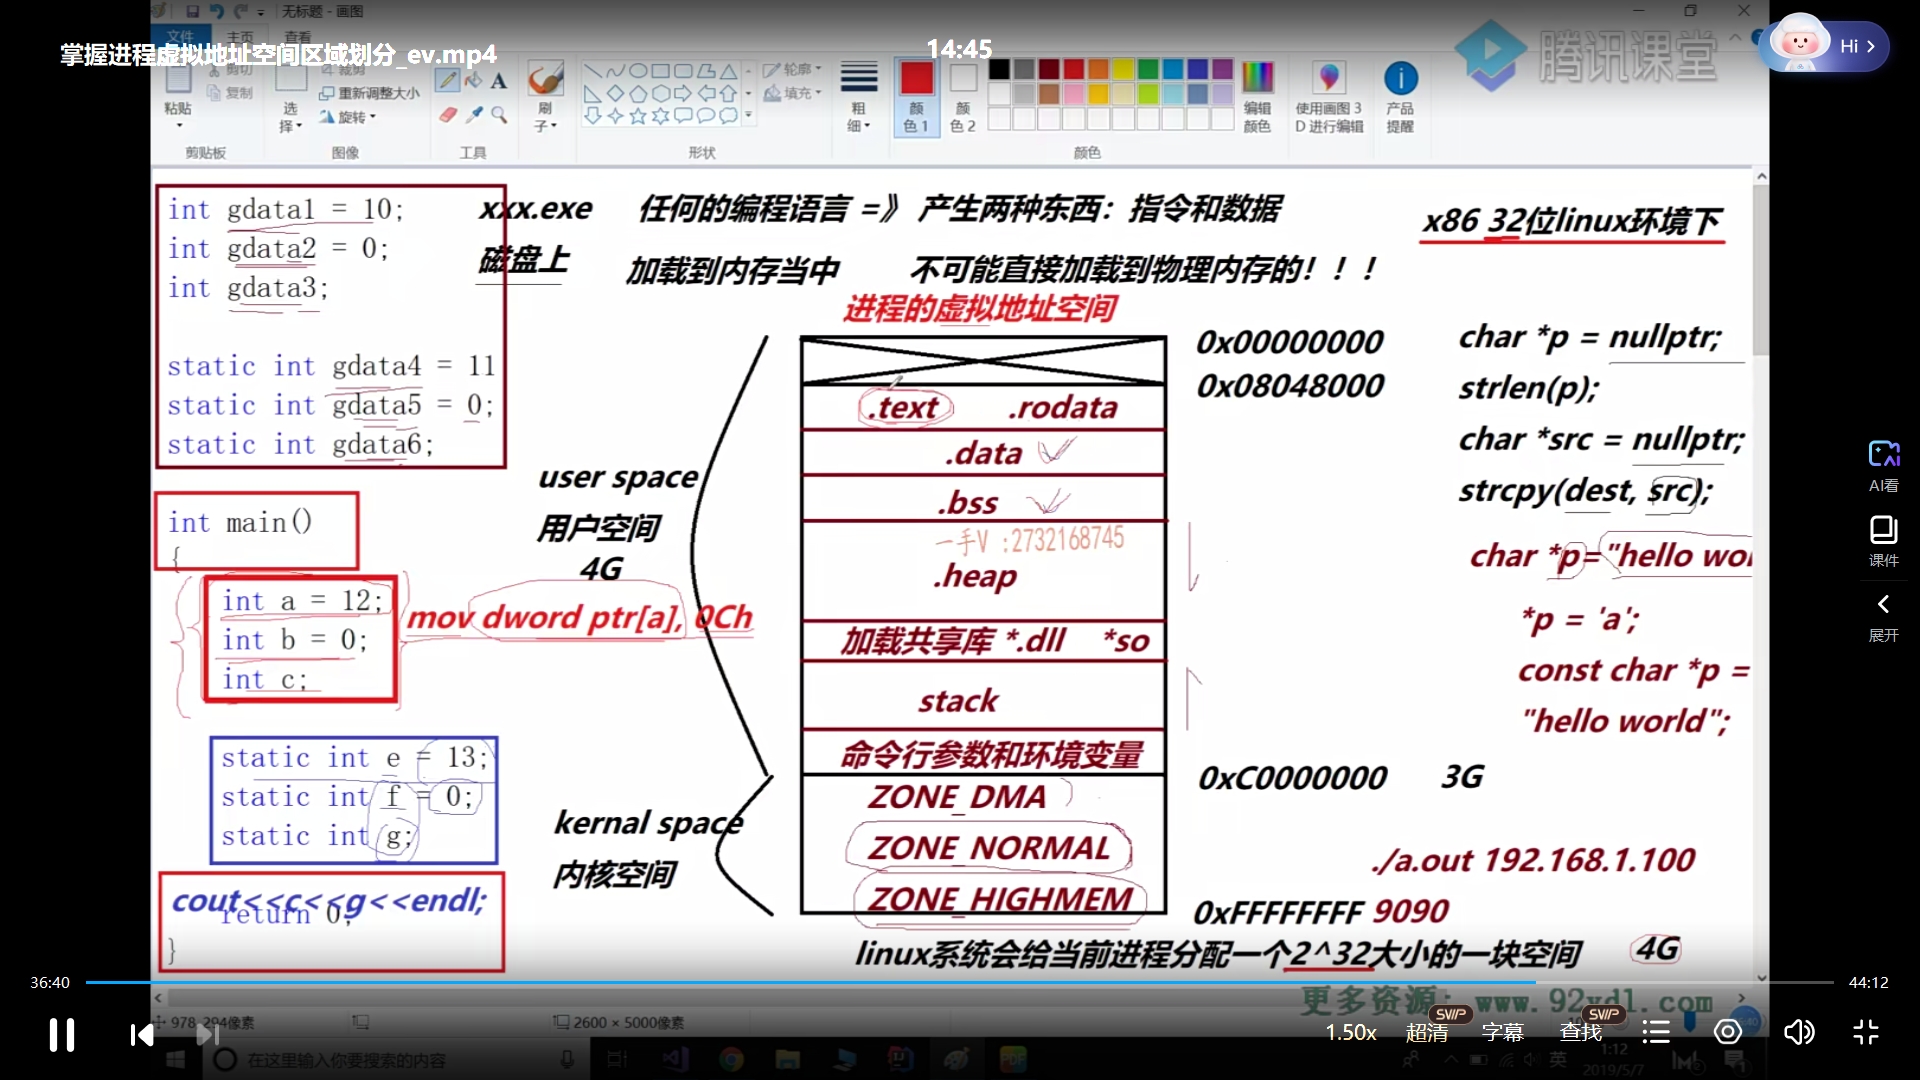 无标题 - 画图
文件 主页 查看
掌握进程虚拟地址空间区域划分_ev.mp4
14:45
腾讯课堂
Hi
粘贴
剪切
复制
选择
裁剪
重新调整大小
旋转
刷子
轮廓
填充
粗细
颜色1
颜色2
编辑颜色
使用画图 3D 进行编辑
产品提醒
剪贴板 图像 工具 形状 颜色
int gdata1 = 10;
int gdata2 = 0;
int gdata3;
static int gdata4 = 11
static int gdata5 = 0;
static int gdata6;
int main()
{
int a = 12;
int b = 0;
int c;
static int e = 13;
static int f = 0;
static int g;
cout<<c<<g<<endl;
return 0;
}
xxx.exe
磁盘上
任何的编程语言 =》 产生两种东西：指令和数据
加载到内存当中 不可能直接加载到物理内存的！！！
x86 32位linux环境下
进程的虚拟地址空间
mov dword ptr[a], 0Ch
user space
用户空间
4G
kernal space
内核空间
.text .rodata
.data
.bss
一手V :2732168745
.heap
加载共享库 *.dll *so
stack
命令行参数和环境变量
ZONE_DMA
ZONE_NORMAL
ZONE_HIGHMEM
0x00000000
0x08048000
0xC0000000 3G
0xFFFFFFFF
char *p = nullptr;
strlen(p);
char *src = nullptr;
strcpy(dest, src);
char *p="hello wor
*p = 'a';
const char *p =
"hello world";
./a.out 192.168.1.100
9090
linux系统会给当前进程分配一个2^32大小的一块空间 4G
AI看
课件
展开
36:40
44:12
更多资源：www.92xdl.com
978, 294像素
2600 × 5000像素
1.50x
超清 SVIP
字幕
查找 SVIP
在这里输入你要搜索的内容
英
1:12
2019/5/7